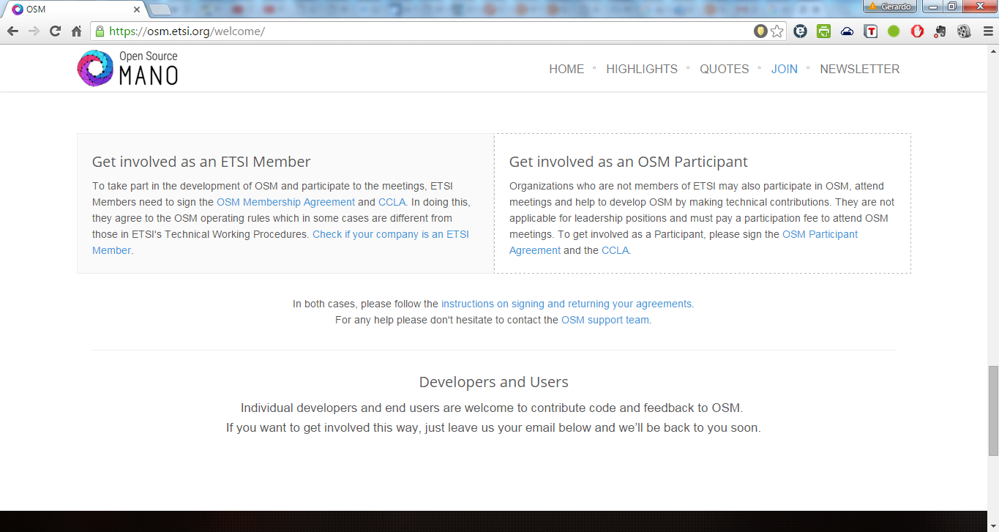 OSM
Gerardo
https://osm.etsi.org/welcome/
Open Source
MANO
HOME HIGHLIGHTS QUOTES JOIN NEWSLETTER
Get involved as an ETSI Member
To take part in the development of OSM and participate to the meetings, ETSI
Members need to sign the OSM Membership Agreement and CCLA. In doing this,
they agree to the OSM operating rules which in some cases are different from
those in ETSI's Technical Working Procedures. Check if your company is an ETSI
Member.
Get involved as an OSM Participant
Organizations who are not members of ETSI may also participate in OSM, attend
meetings and help to develop OSM by making technical contributions. They are not
applicable for leadership positions and must pay a participation fee to attend OSM
meetings. To get involved as a Participant, please sign the OSM Participant
Agreement and the CCLA.
In both cases, please follow the instructions on signing and returning your agreements.
For any help please don't hesitate to contact the OSM support team.
Developers and Users
Individual developers and end users are welcome to contribute code and feedback to OSM.
If you want to get involved this way, just leave us your email below and we’ll be back to you soon.